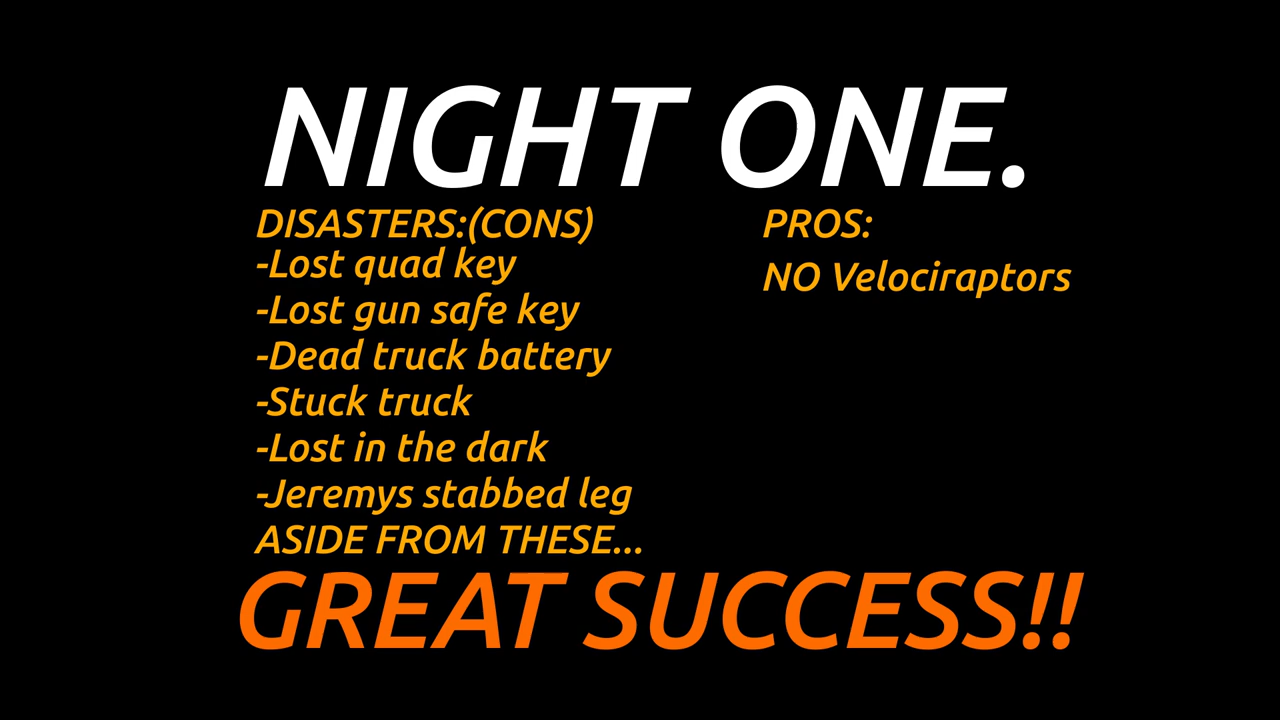 NIGHT ONE.
DISASTERS:(CONS)
-Lost quad key
-Lost gun safe key
-Dead truck battery
-Stuck truck
-Lost in the dark
-Jeremys stabbed leg
ASIDE FROM THESE...
PROS:
NO Velociraptors
GREAT SUCCESS!!